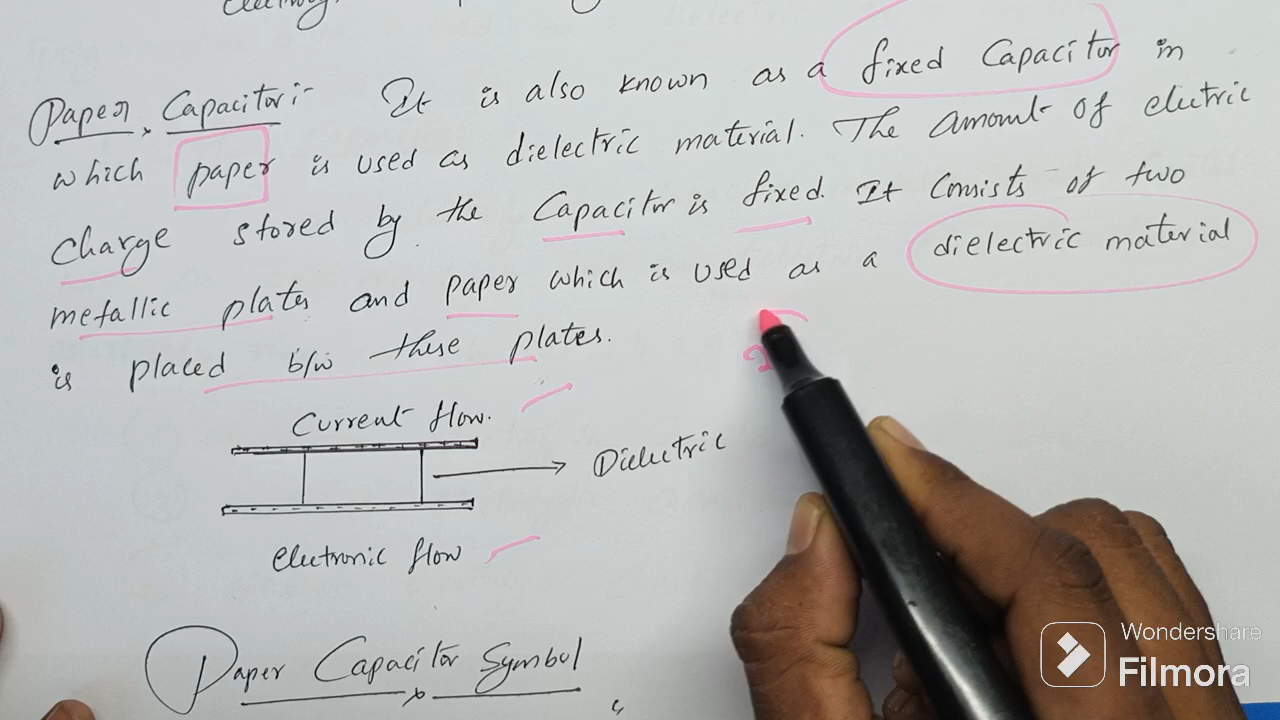 Paper Capacitor:- It is also known as a fixed Capacitor in
which paper is used as dielectric material. The amount of electric
charge stored by the Capacitor is fixed. It Consists of two
metallic plates and paper which is used as a dielectric material
is placed b/w these plates.
Current flow.
Dielectric
electronic flow
Paper Capacitor Symbol
Wondershare
Filmora